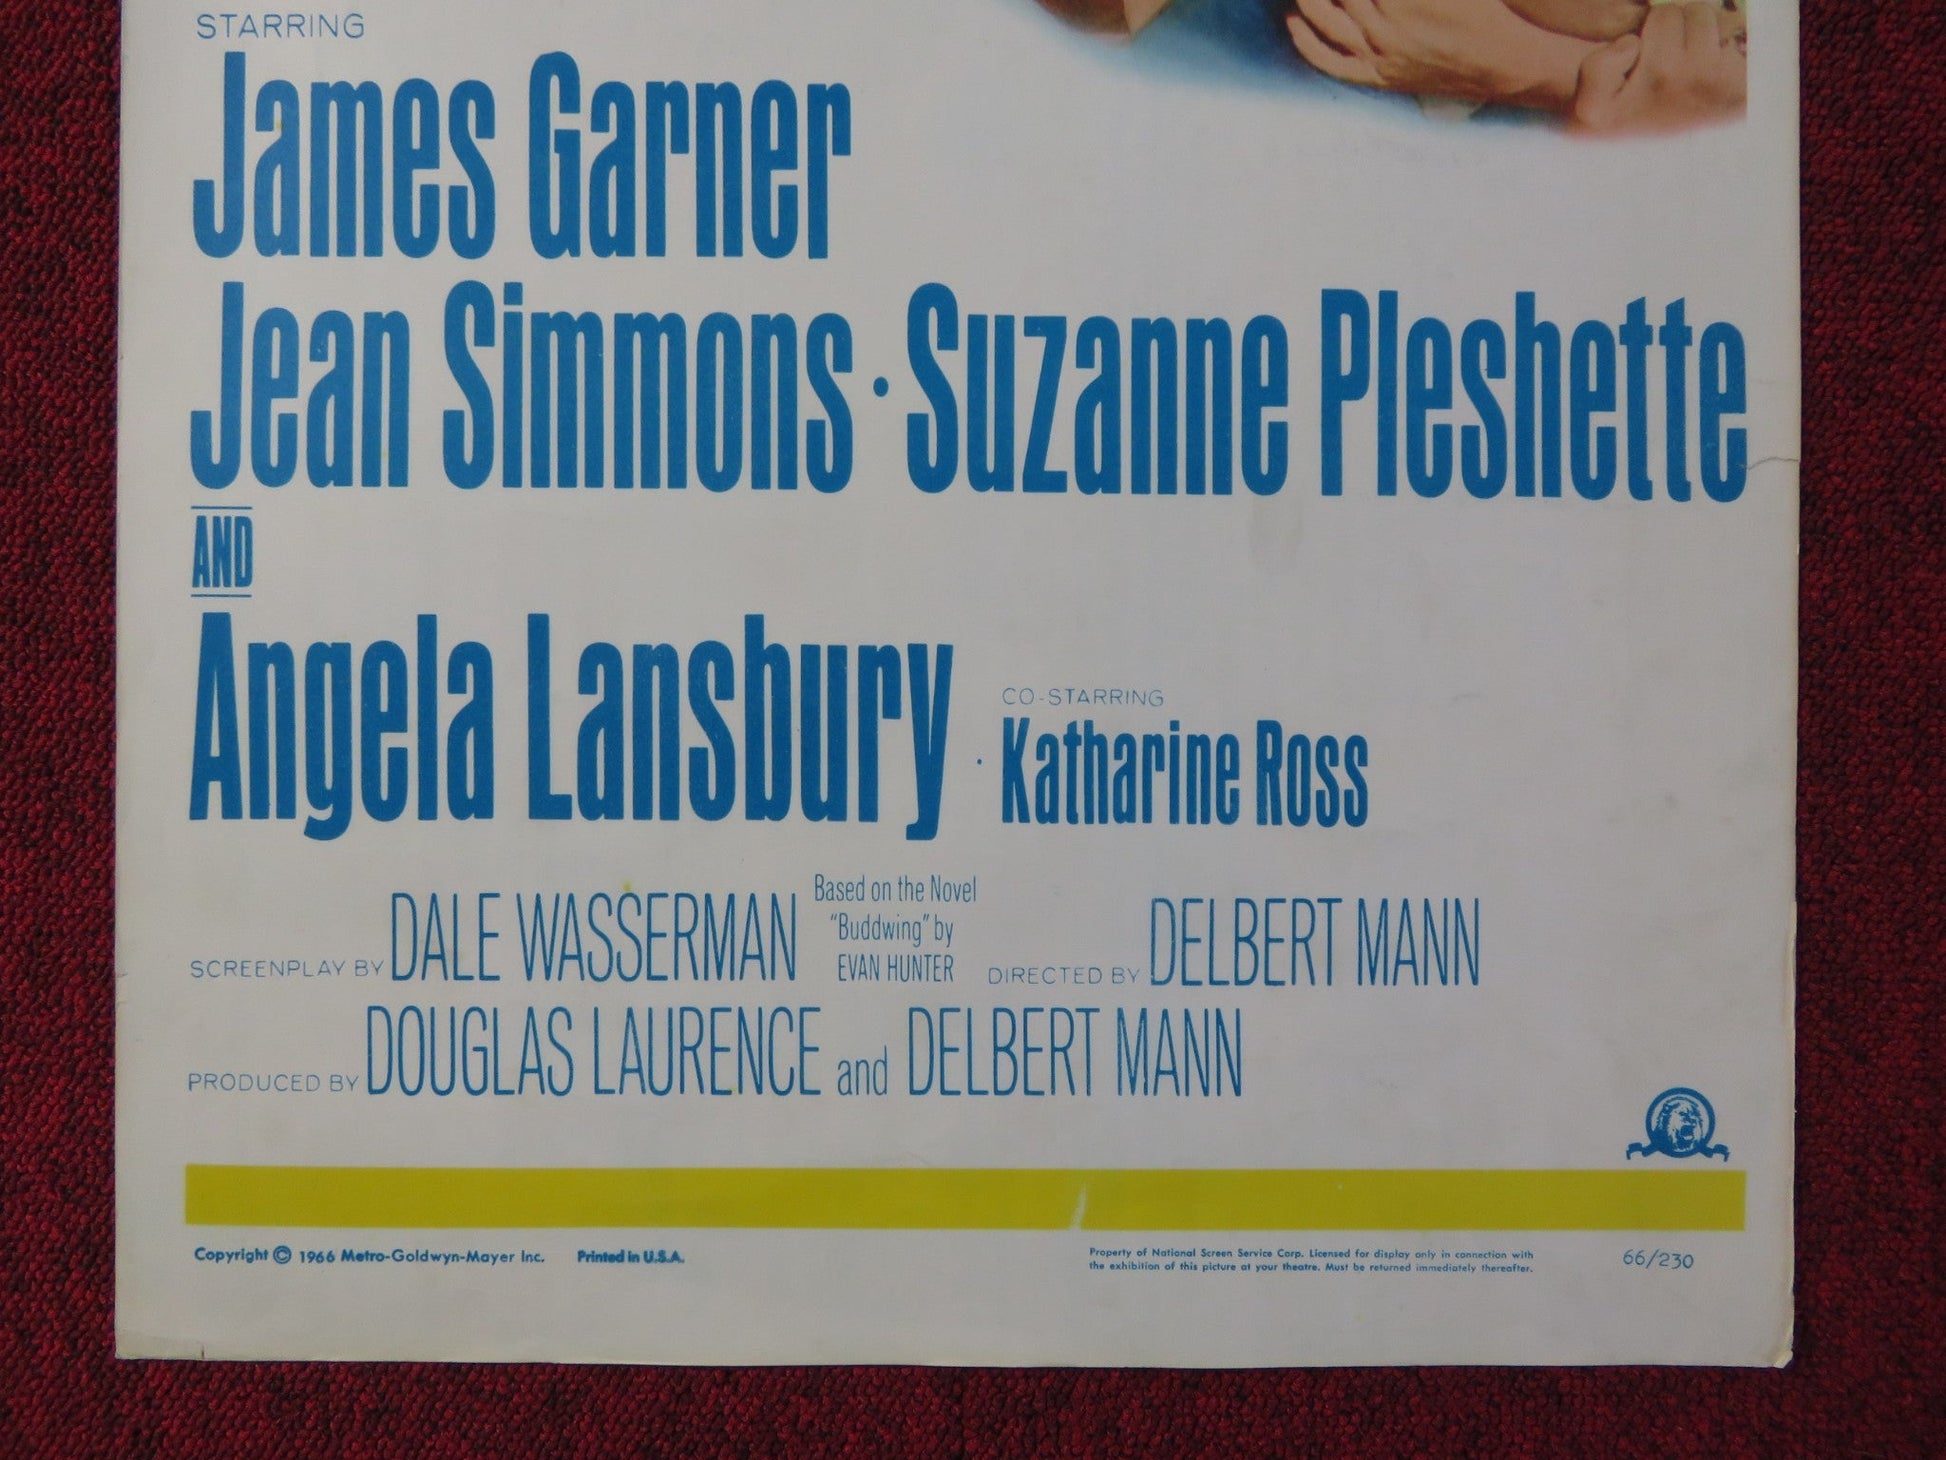 STARRING
James Garner
Jean Simmons · Suzanne Pleshette
AND
Angela Lansbury · CO-STARRING Katharine Ross
SCREENPLAY BY DALE WASSERMAN Based on the Novel "Buddwing" by EVAN HUNTER DIRECTED BY DELBERT MANN
PRODUCED BY DOUGLAS LAURENCE and DELBERT MANN
Copyright © 1966 Metro-Goldwyn-Mayer Inc. Printed in U.S.A.
Property of National Screen Service Corp. Licensed for display only in connection with
the exhibition of this picture at your theatre. Must be returned immediately thereafter.
66/230